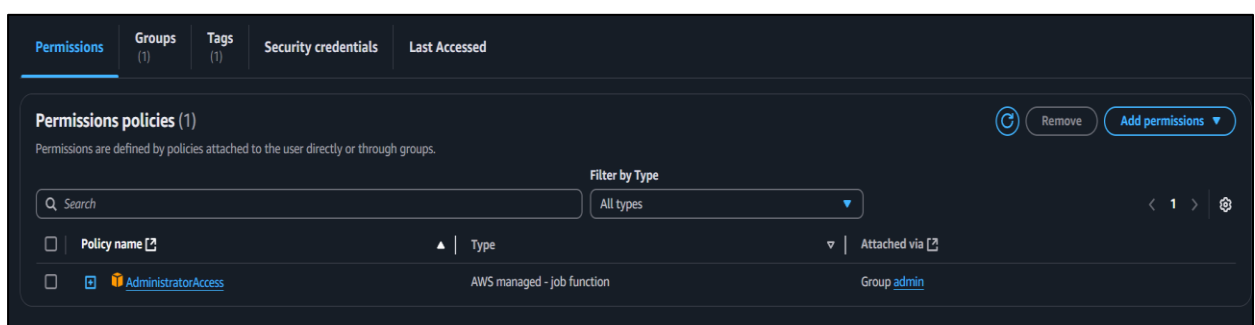 Permissions
Groups
(1)
Tags
(1)
Security credentials
Last Accessed
Permissions policies (1)
Remove
Add permissions
Permissions are defined by policies attached to the user directly or through groups.
Filter by Type
Search
All types
1
Policy name
Type
Attached via
AdministratorAccess
AWS managed - job function
Group admin